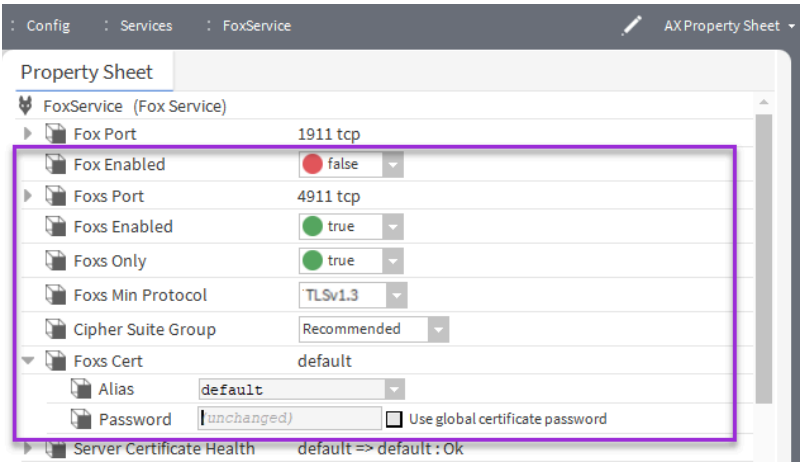 : Config : Services : FoxService AX Property Sheet
Property Sheet
FoxService (Fox Service)
Fox Port 1911 tcp
Fox Enabled false
Foxs Port 4911 tcp
Foxs Enabled true
Foxs Only true
Foxs Min Protocol TLSv1.3
Cipher Suite Group Recommended
Foxs Cert default
Alias default
Password (unchanged) Use global certificate password
Server Certificate Health default => default : Ok